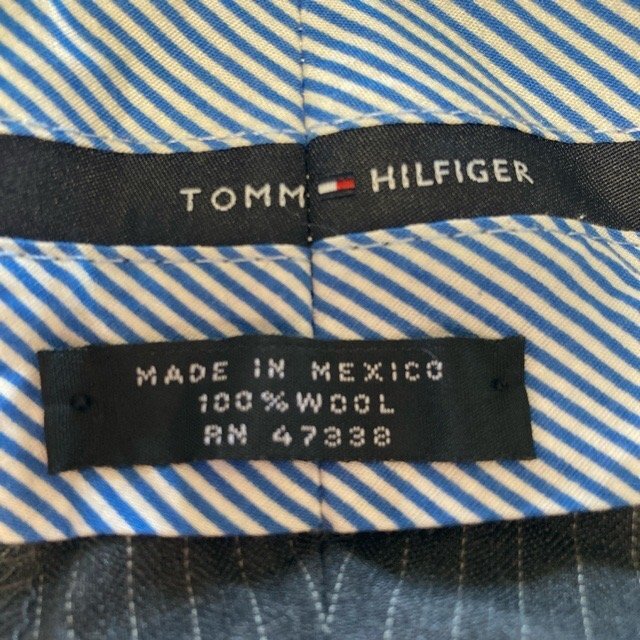 TOMM HILFIGER
MADE IN MEXICO
100% WOOL
RN 47338